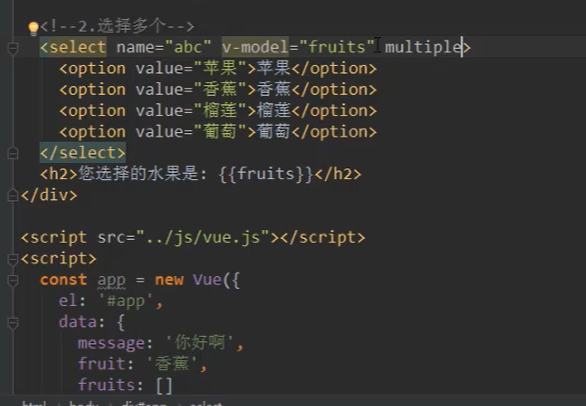 <!--2.选择多个-->
<select name="abc" v-model="fruits" multiple>
<option value="苹果">苹果</option>
<option value="香蕉">香蕉</option>
<option value="榴莲">榴莲</option>
<option value="葡萄">葡萄</option>
</select>
<h2>您选择的水果是: {{fruits}}</h2>
</div>
<script src="../js/vue.js"></script>
<script>
const app = new Vue({
el: '#app',
data: {
message: '你好啊',
fruit: '香蕉',
fruits: []